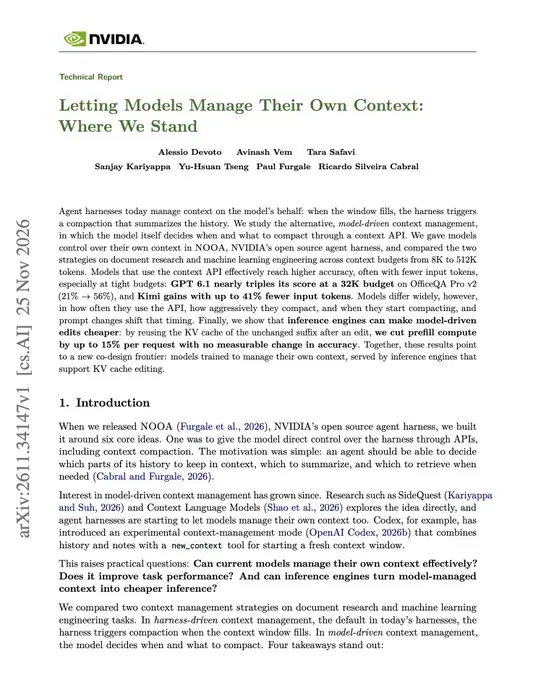 NVIDIA.
Technical Report
Letting Models Manage Their Own Context:
Where We Stand
Alessio Devoto Avinash Vem Tara Safavi
Sanjay Kariyappa Yu-Hsuan Tseng Paul Furgale Ricardo Silveira Cabral
Agent harnesses today manage context on the model's behalf: when the window fills, the harness triggers
a compaction that summarizes the history. We study the alternative, model-driven context management,
in which the model itself decides when and what to compact through a context API. We gave models
control over their own context in NOOA, NVIDIA's open source agent harness, and compared the two
strategies on document research and machine learning engineering across context budgets from 8K to 512K
tokens. Models that use the context API effectively reach higher accuracy, often with fewer input tokens,
especially at tight budgets: GPT 6.1 nearly triples its score at a 32K budget on OfficeQA Pro v2
(21% → 56%), and Kimi gains with up to 41% fewer input tokens. Models differ widely, however,
in how often they use the API, how aggressively they compact, and when they start compacting, and
prompt changes shift that timing. Finally, we show that inference engines can make model-driven
edits cheaper: by reusing the KV cache of the unchanged suffix after an edit, we cut prefill compute
by up to 15% per request with no measurable change in accuracy. Together, these results point
to a new co-design frontier: models trained to manage their own context, served by inference engines that
support KV cache editing.
1. Introduction
When we released NOOA (Furgale et al., 2026), NVIDIA's open source agent harness, we built
it around six core ideas. One was to give the model direct control over the harness through APIs,
including context compaction. The motivation was simple: an agent should be able to decide
which parts of its history to keep in context, which to summarize, and which to retrieve when
needed (Cabral and Furgale, 2026).
Interest in model-driven context management has grown since. Research such as SideQuest (Kariyappa
and Suh, 2026) and Context Language Models (Shao et al., 2026) explores the idea directly, and
agent harnesses are starting to let models manage their own context too. Codex, for example, has
introduced an experimental context-management mode (OpenAI Codex, 2026b) that combines
history and notes with a new_context tool for starting a fresh context window.
This raises practical questions: Can current models manage their own context effectively?
Does it improve task performance? And can inference engines turn model-managed
context into cheaper inference?
We compared two context management strategies on document research and machine learning
engineering tasks. In harness-driven context management, the default in today's harnesses, the
harness triggers compaction when the context window fills. In model-driven context management,
the model decides when and what to compact. Four takeaways stand out:
arXiv:2611.34147v1 [cs.AI] 25 Nov 2026